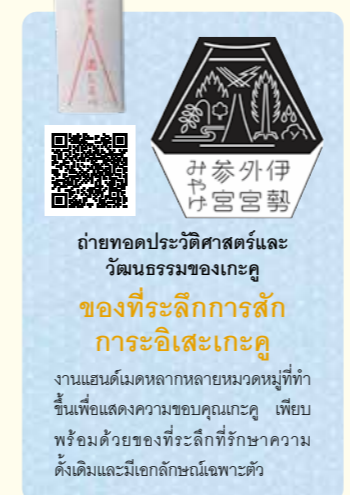 伊勢
外宮
参宮
みやげ
ถ่ายทอดประวัติศาสตร์และ
วัฒนธรรมของเกะคู
ของที่ระลึกการสัก
การะอิเสะเกะคู
งานแฮนด์เมดหลากหลายหมวดหมู่ที่ทำ
ขึ้นเพื่อแสดงความขอบคุณเกะคู เพียบ
พร้อมด้วยของที่ระลึกที่รักษาความ
ดั้งเดิมและมีเอกลักษณ์เฉพาะตัว